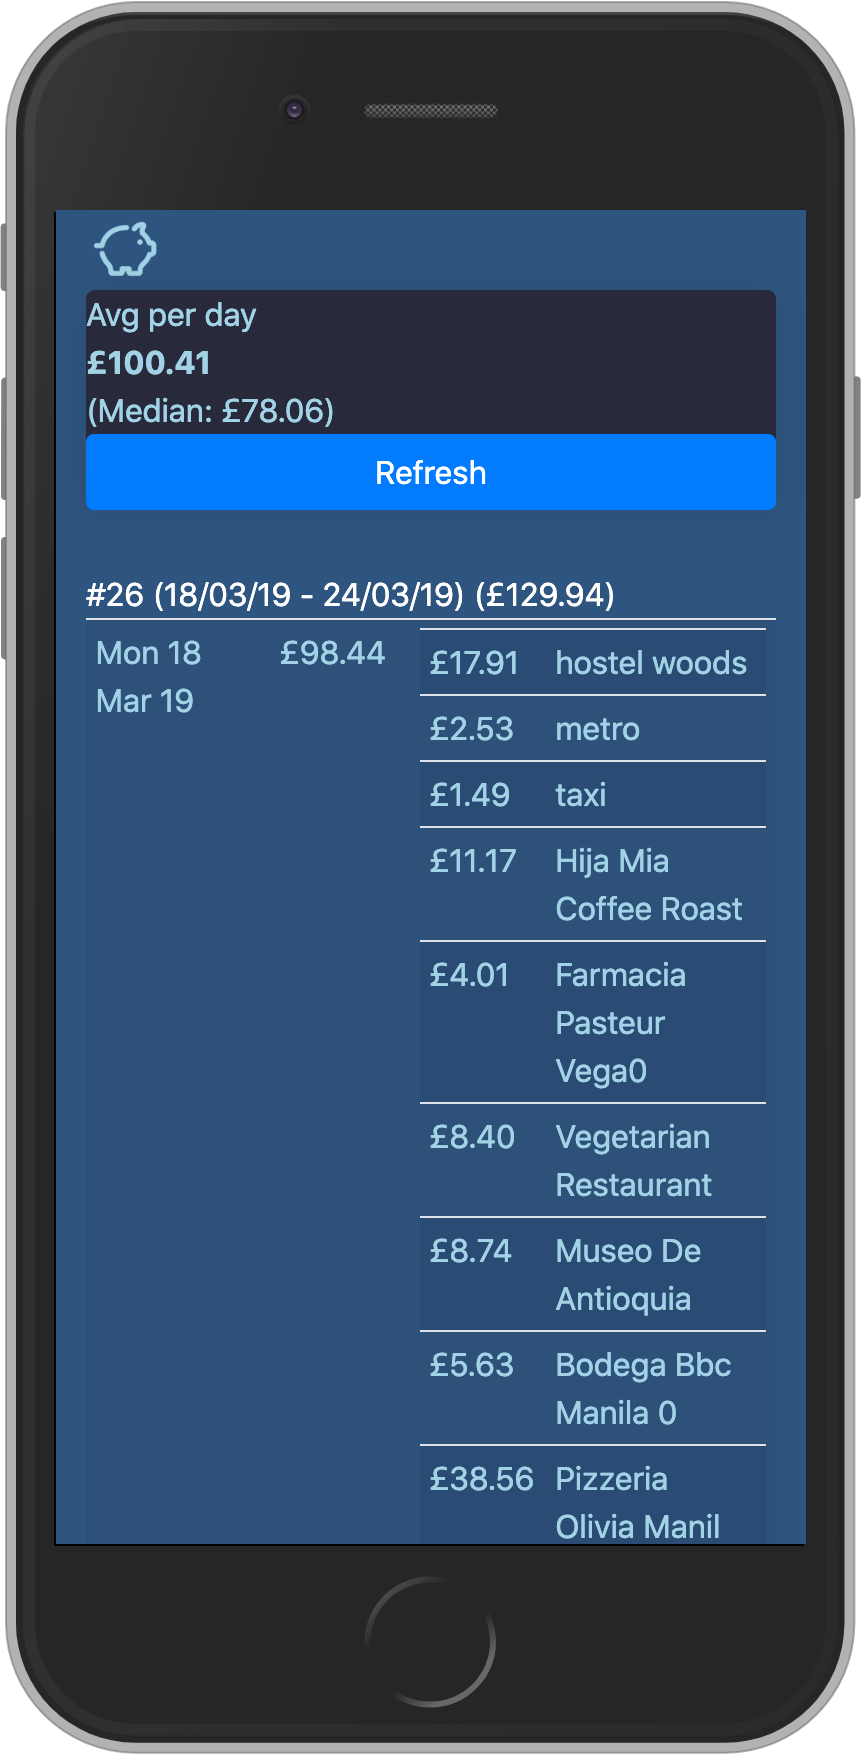 Avg per day
£100.41
(Median: £78.06)
Refresh
#26 (18/03/19 - 24/03/19) (£129.94)
Mon 18 £98.44
Mar 19
£17.91 hostel woods
£2.53 metro
£1.49 taxi
£11.17 Hija Mia
Coffee Roast
£4.01 Farmacia
Pasteur
Vega0
£8.40 Vegetarian
Restaurant
£8.74 Museo De
Antioquia
£5.63 Bodega Bbc
Manila 0
£38.56 Pizzeria
Olivia Manil